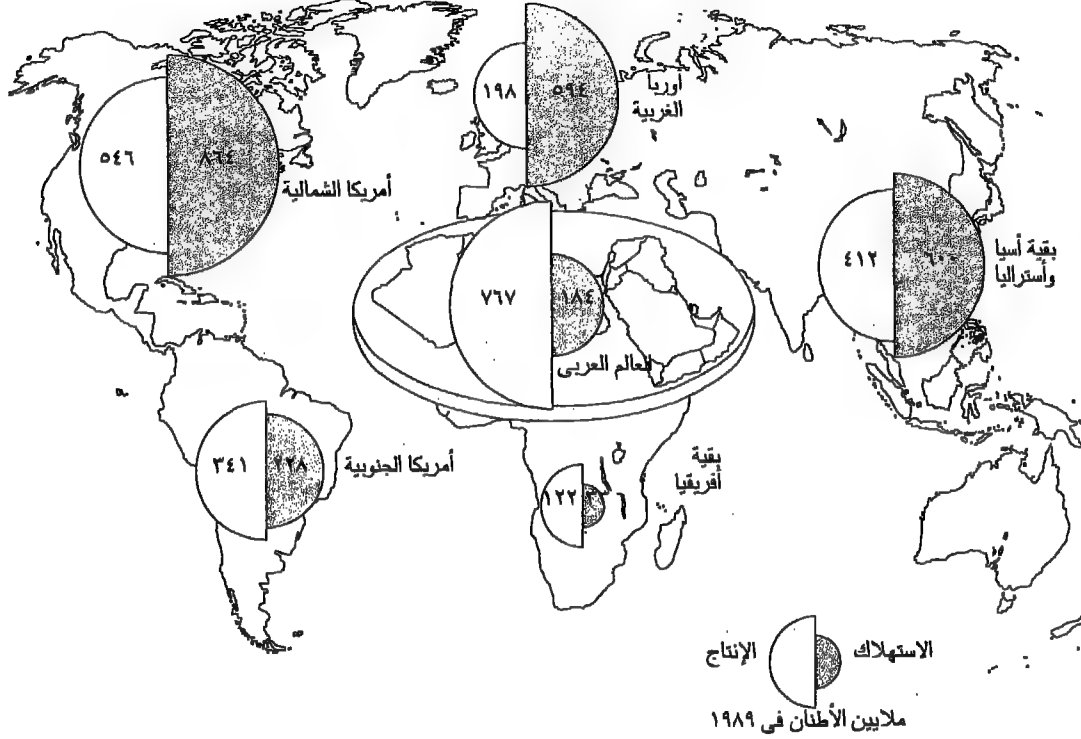 ١٩٨
٥٩٤
أوربا
الغربية
٥٤٦
٨٦٤
أمريكا الشمالية
٤١٢
٦٠٠
بقية أسيا
وأستراليا
٧٦٧
١٨٤
العالم العربى
٣٤١
٢٢٨
أمريكا الجنوبية
١٢٢
بقية
أفريقيا
الإنتاج
الاستهلاك
ملايين الأطنان فى ١٩٨٩